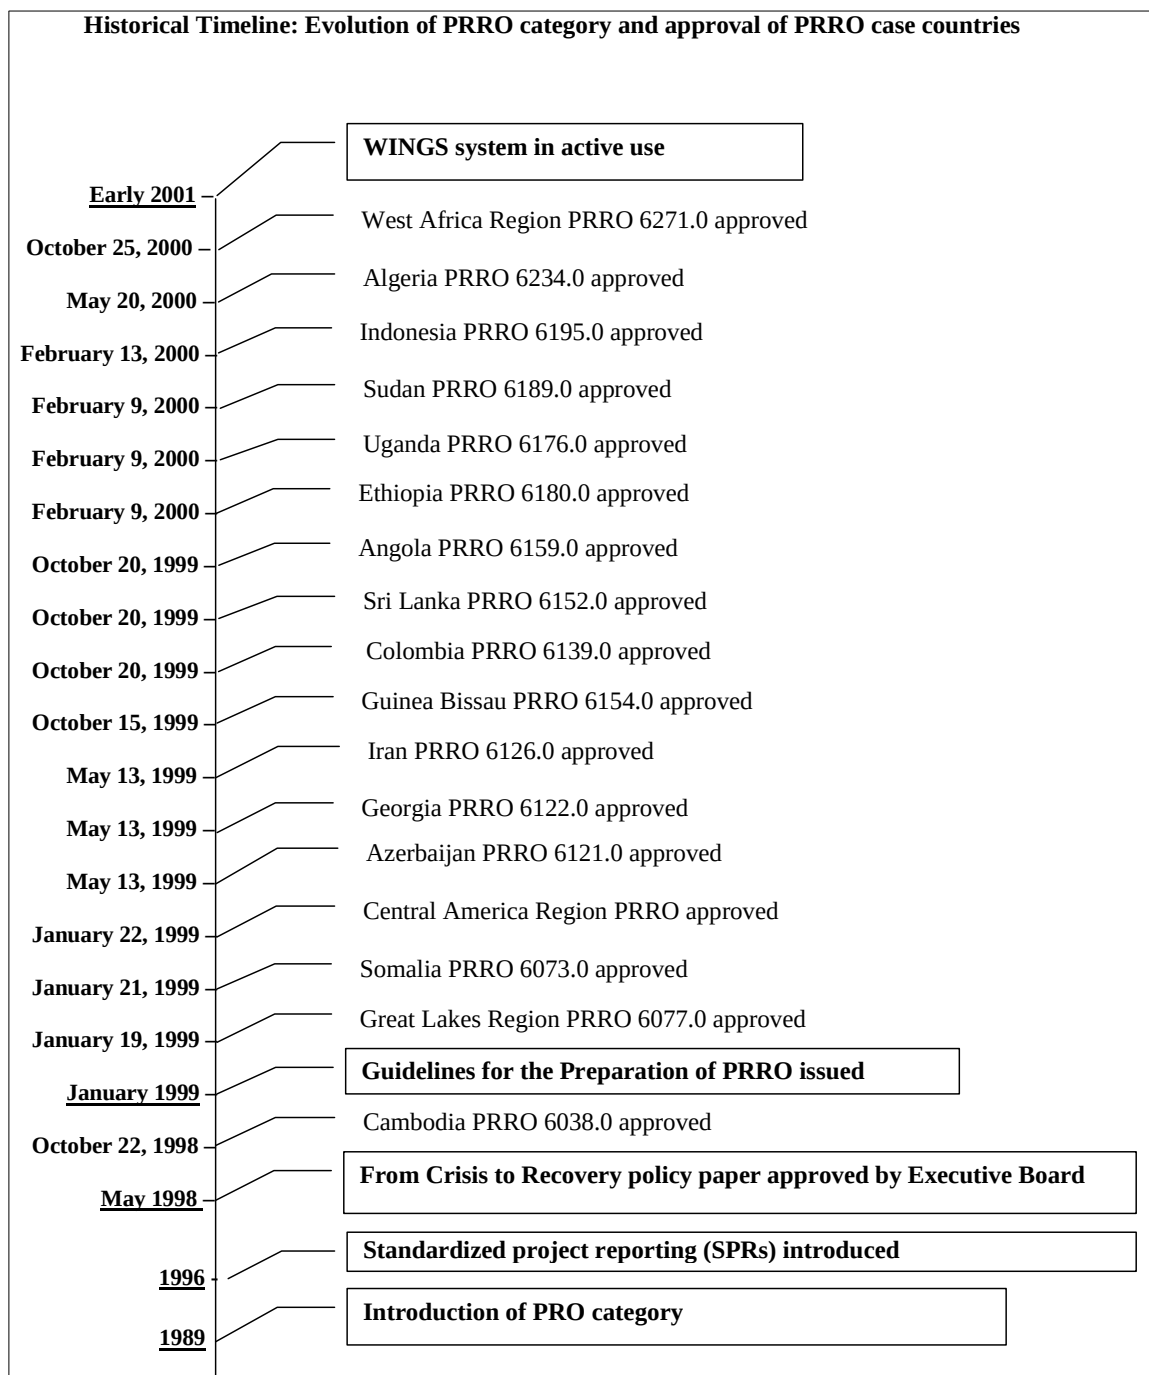 Historical Timeline: Evolution of PRRO category and approval of PRRO case countries
WINGS system in active use
Early 2001
West Africa Region PRRO 6271.0 approved
October 25, 2000
Algeria PRRO 6234.0 approved
May 20, 2000
Indonesia PRRO 6195.0 approved
February 13, 2000
Sudan PRRO 6189.0 approved
February 9, 2000
Uganda PRRO 6176.0 approved
February 9, 2000
Ethiopia PRRO 6180.0 approved
February 9, 2000
Angola PRRO 6159.0 approved
October 20, 1999
Sri Lanka PRRO 6152.0 approved
October 20, 1999
Colombia PRRO 6139.0 approved
October 20, 1999
Guinea Bissau PRRO 6154.0 approved
October 15, 1999
Iran PRRO 6126.0 approved
May 13, 1999
Georgia PRRO 6122.0 approved
May 13, 1999
Azerbaijan PRRO 6121.0 approved
May 13, 1999
Central America Region PRRO approved
January 22, 1999
Somalia PRRO 6073.0 approved
January 21, 1999
Great Lakes Region PRRO 6077.0 approved
January 19, 1999
Guidelines for the Preparation of PRRO issued
January 1999
Cambodia PRRO 6038.0 approved
October 22, 1998
From Crisis to Recovery policy paper approved by Executive Board
May 1998
Standardized project reporting (SPRs) introduced
1996
Introduction of PRO category
1989